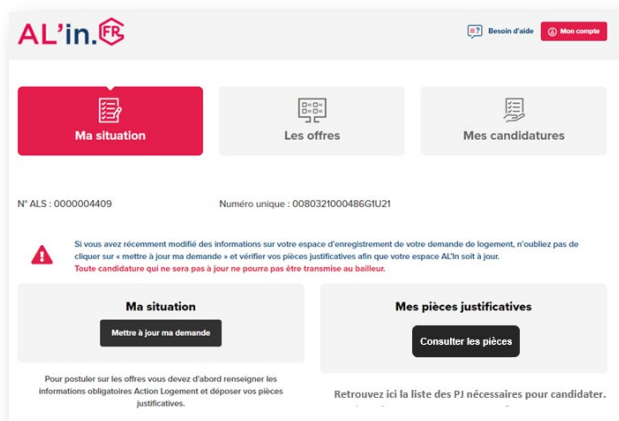 AL'in.FR
Besoin d'aide
Mon compte
Ma situation
Les offres
Mes candidatures
N° ALS : 0000004409
Numéro unique : 0080321000486G1U21
Si vous avez récemment modifié des informations sur votre espace d'enregistrement de votre demande de logement, n'oubliez pas de
cliquer sur « mettre à jour ma demande » et vérifier vos pièces justificatives afin que votre espace AL'In soit à jour.
Toute candidature qui ne sera pas à jour ne pourra pas être transmise au bailleur.
Ma situation
Mettre à jour ma demande
Pour postuler sur les offres vous devez d'abord renseigner les
informations obligatoires Action Logement et déposer vos pièces
justificatives.
Mes pièces justificatives
Consulter les pièces
Retrouvez ici la liste des PJ nécessaires pour candidater.